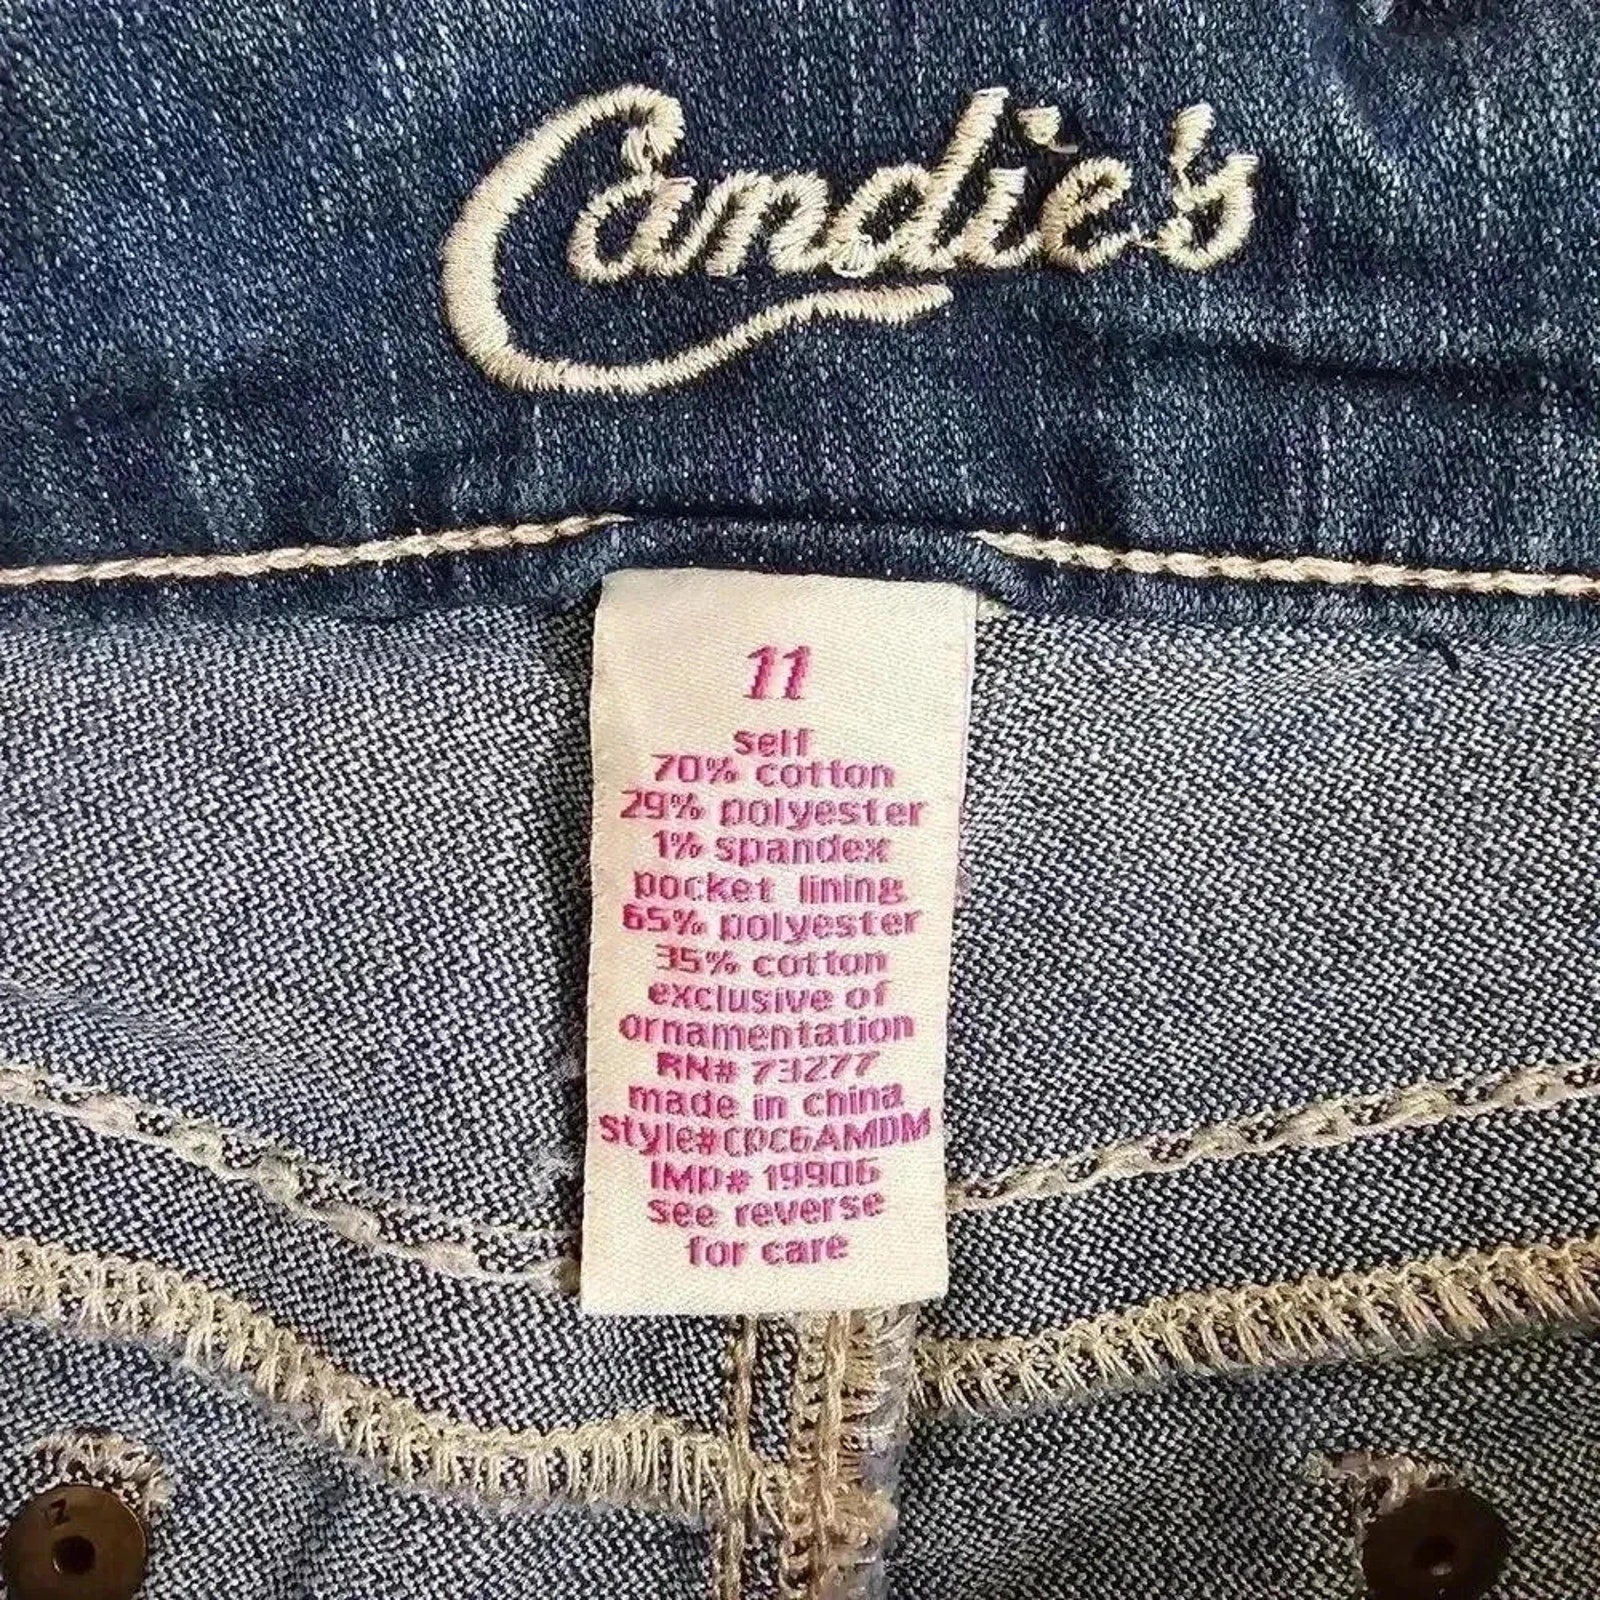 Candie's
11
self
70% cotton
29% polyester
1% spandex
pocket lining
65% polyester
35% cotton
exclusive of
ornamentation
RN# 73277
made in china
style#CPC6AMDM
IMP# 19906
see reverse
for care